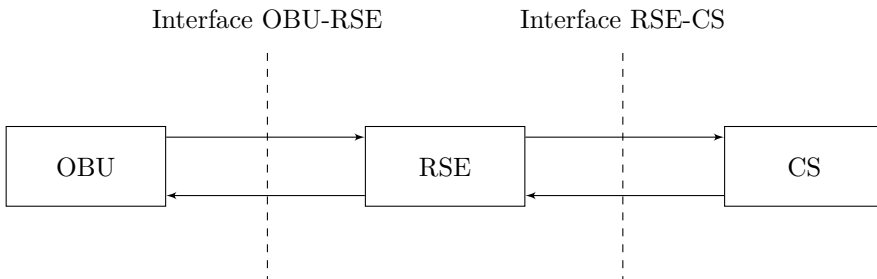 Interface OBU-RSE
Interface RSE-CS
OBU
RSE
CS